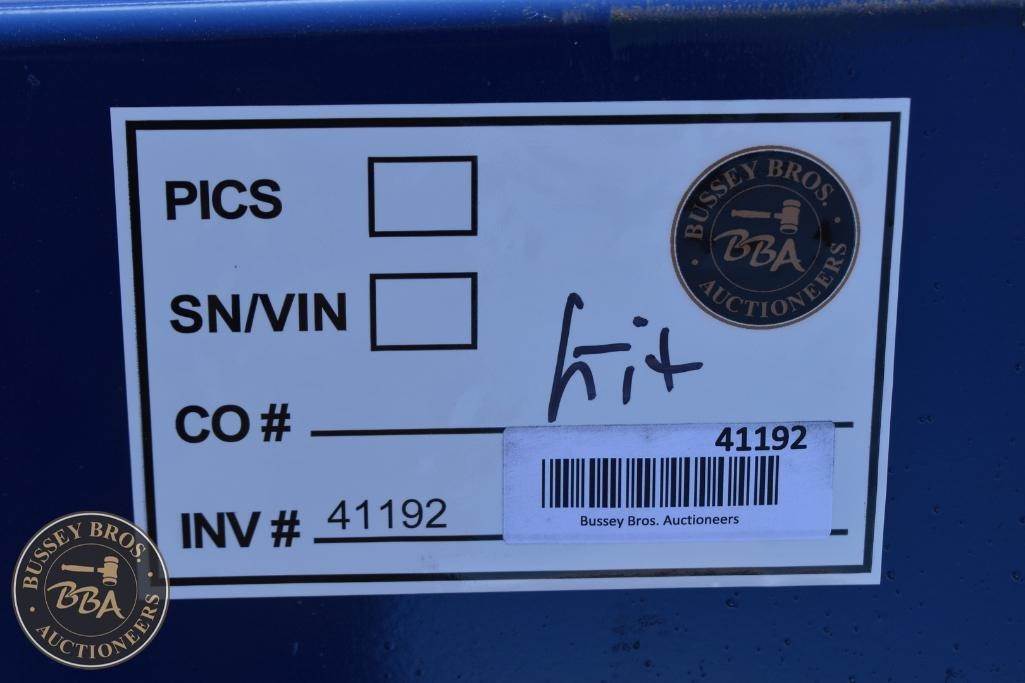 PICS
BUSSEY BROS.
BBA
AUCTIONEERS
SN/VIN
hit
CO #
41192
INV # 41192
Bussey Bros. Auctioneers
BUSSEY BROS.
BBA
AUCTIONEERS